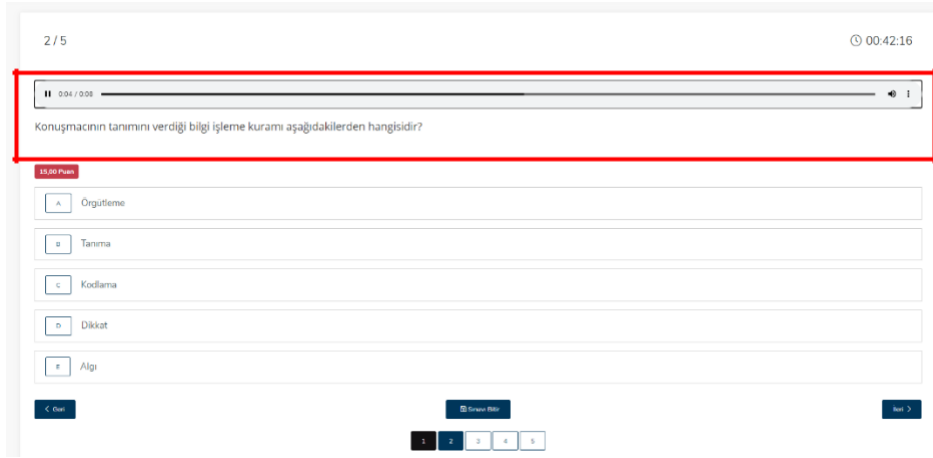 2 / 5
00:42:16
0:04 / 0:08
Konuşmacının tanımını verdiği bilgi işleme kuramı aşağıdakilerden hangisidir?
15,00 Puan
A Örgütleme
B Tanıma
C Kodlama
D Dikkat
E Algı
Geri
Sınavı Bitir
İleri
1 2 3 4 5